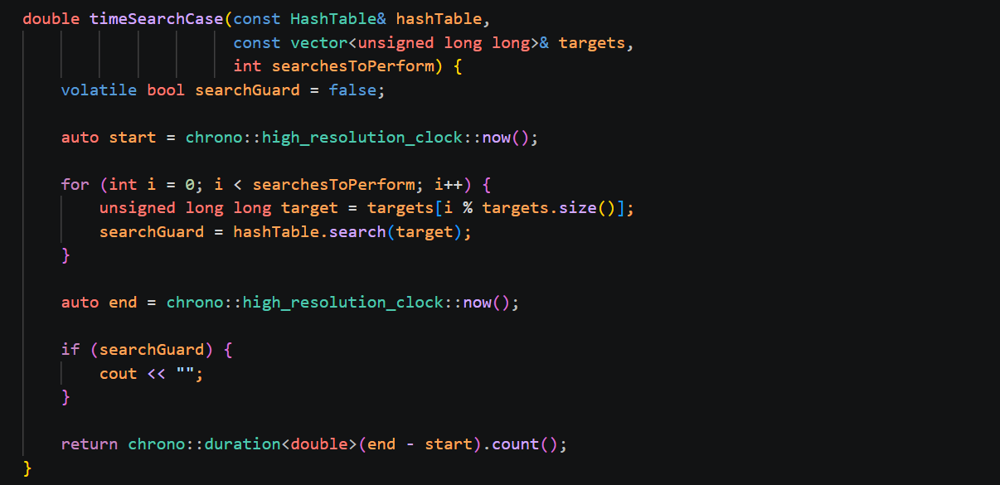 double timeSearchCase(const HashTable& hashTable,
                      const vector<unsigned long long>& targets,
                      int searchesToPerform) {
    volatile bool searchGuard = false;

    auto start = chrono::high_resolution_clock::now();

    for (int i = 0; i < searchesToPerform; i++) {
        unsigned long long target = targets[i % targets.size()];
        searchGuard = hashTable.search(target);
    }

    auto end = chrono::high_resolution_clock::now();

    if (searchGuard) {
        cout << "";
    }

    return chrono::duration<double>(end - start).count();
}